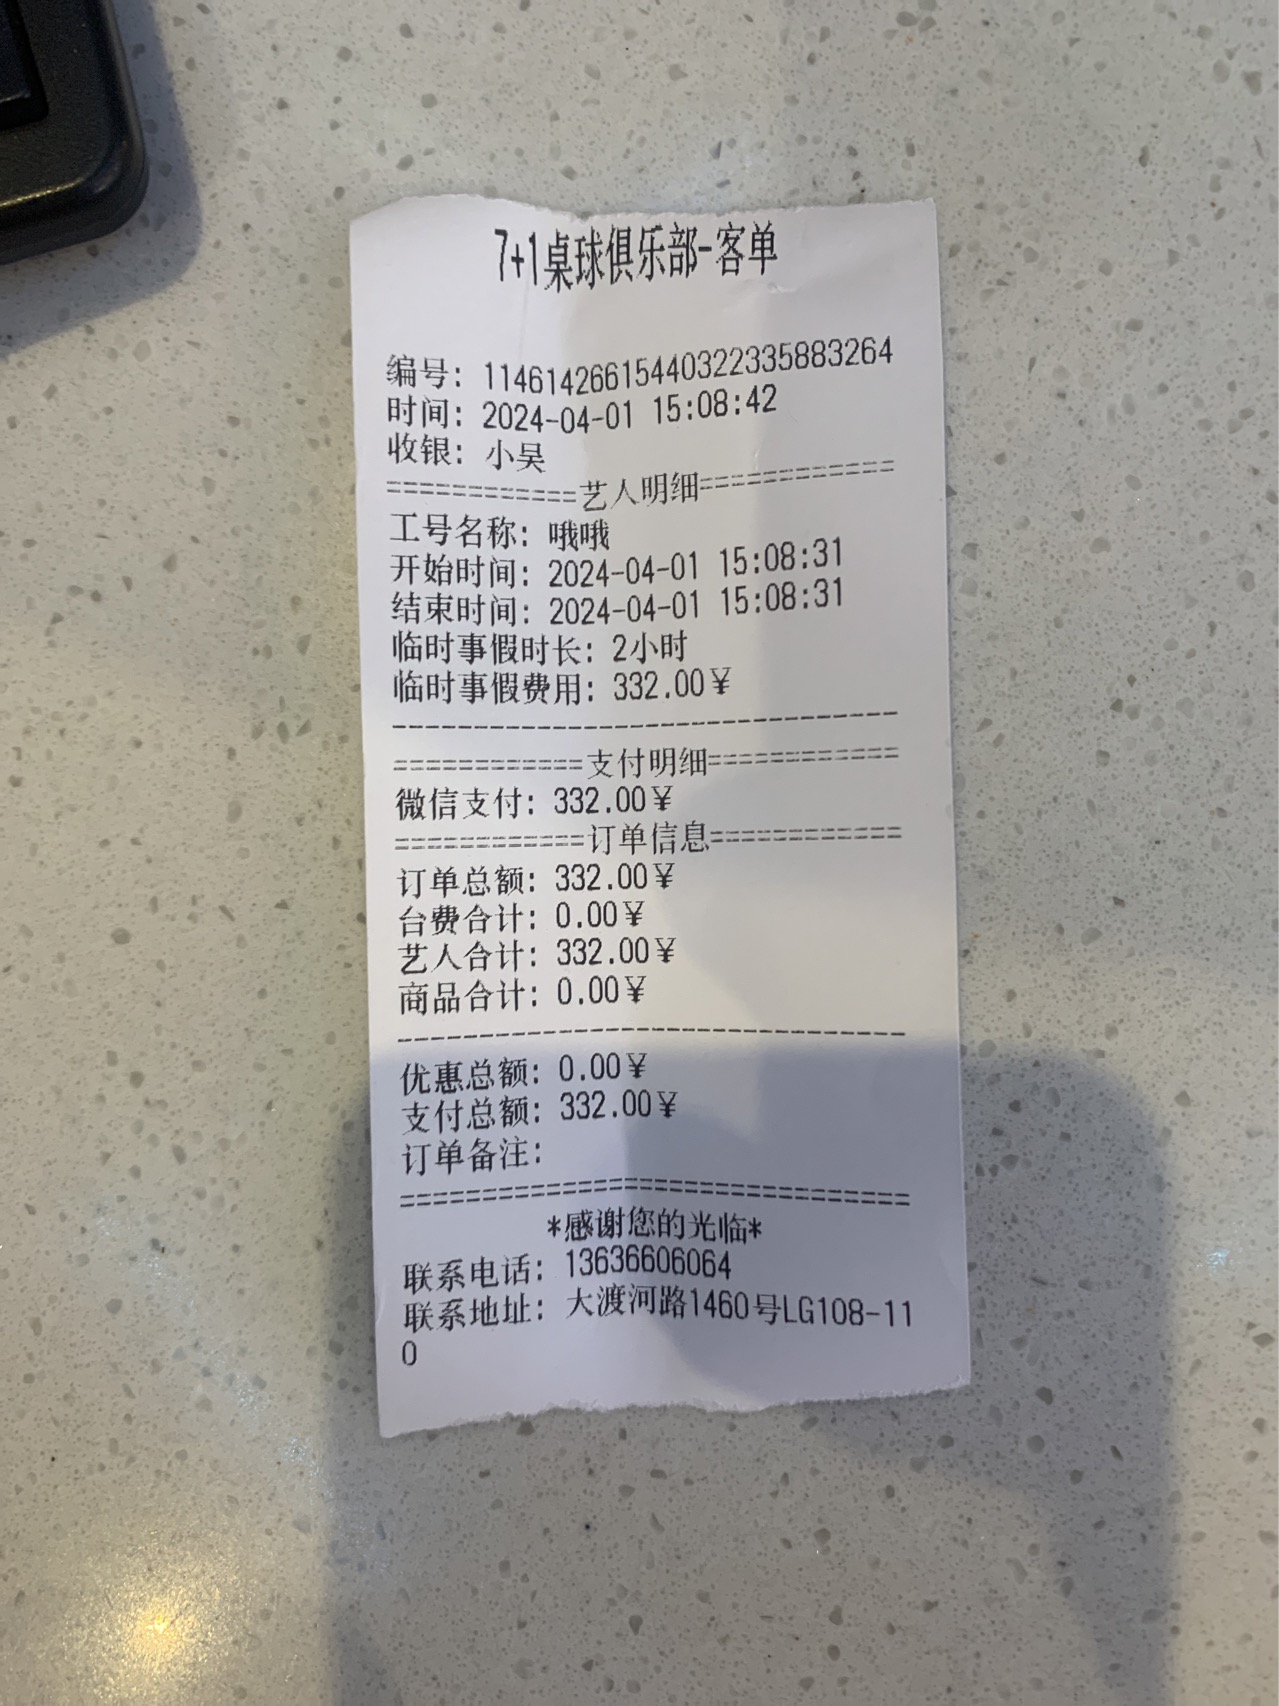 7+1桌球俱乐部-客单
编号: 1146142661544032233588​3264
时间: 2024-04-01 15:08:42
收银: 小吴
============艺人明细============
工号名称: 哦哦
开始时间: 2024-04-01 15:08:31
结束时间: 2024-04-01 15:08:31
临时事假时长: 2小时
临时事假费用: 332.00¥
--------------------------------
============支付明细============
微信支付: 332.00¥
============订单信息============
订单总额: 332.00¥
台费合计: 0.00¥
艺人合计: 332.00¥
商品合计: 0.00¥
--------------------------------
优惠总额: 0.00¥
支付总额: 332.00¥
订单备注:
================================
*感谢您的光临*
联系电话: 13636606064
联系地址: 大渡河路1460号LG108-11
0